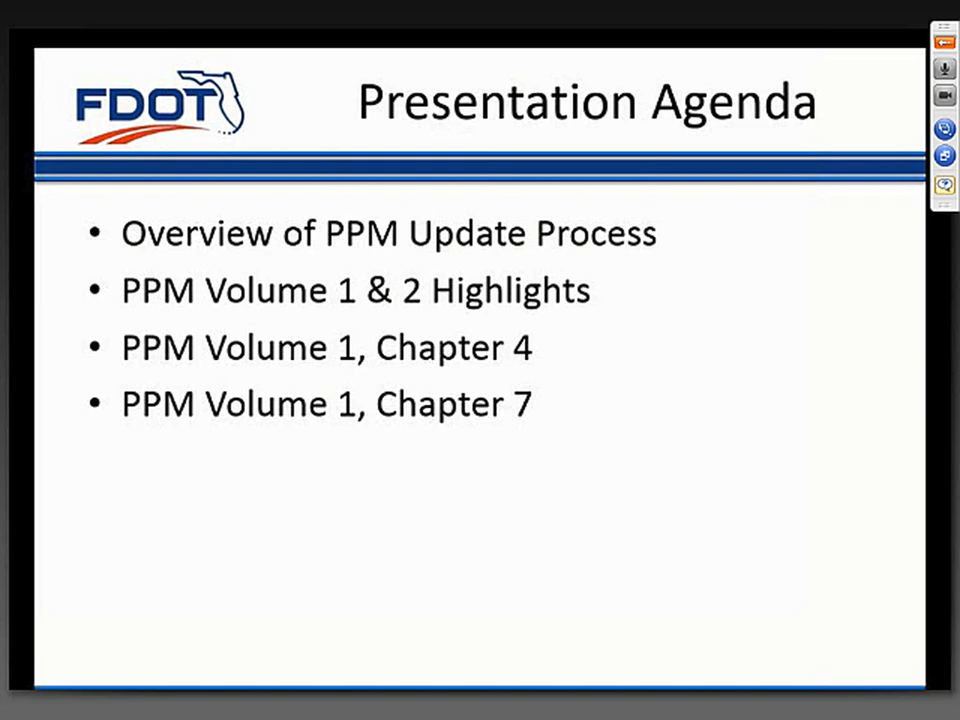 FDOT
Presentation Agenda
• Overview of PPM Update Process
• PPM Volume 1 & 2 Highlights
• PPM Volume 1, Chapter 4
• PPM Volume 1, Chapter 7